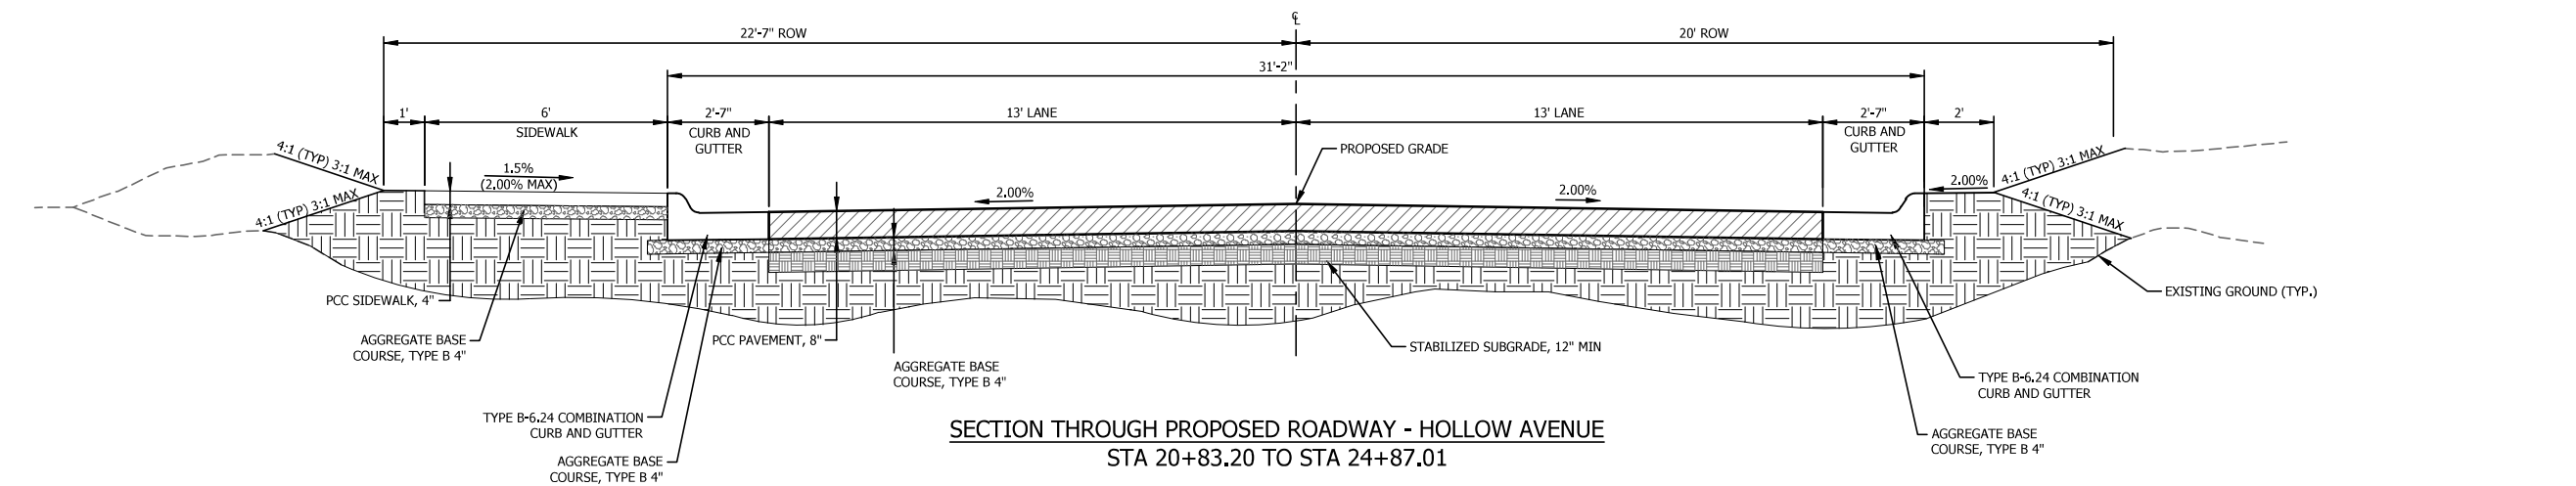 ℄
22'-7" ROW
20' ROW
31'-2"
1'
6'
SIDEWALK
2'-7"
CURB AND
GUTTER
13' LANE
13' LANE
2'-7"
CURB AND
GUTTER
2'
4:1 (TYP) 3:1 MAX
4:1 (TYP) 3:1 MAX
1.5%
(2.00% MAX)
2.00%
PROPOSED GRADE
2.00%
2.00%
4:1 (TYP) 3:1 MAX
4:1 (TYP) 3:1 MAX
PCC SIDEWALK, 4"
AGGREGATE BASE
COURSE, TYPE B 4"
PCC PAVEMENT, 8"
AGGREGATE BASE
COURSE, TYPE B 4"
STABILIZED SUBGRADE, 12" MIN
EXISTING GROUND (TYP.)
TYPE B-6.24 COMBINATION
CURB AND GUTTER
TYPE B-6.24 COMBINATION
CURB AND GUTTER
AGGREGATE BASE
COURSE, TYPE B 4"
AGGREGATE BASE
COURSE, TYPE B 4"
SECTION THROUGH PROPOSED ROADWAY - HOLLOW AVENUE
STA 20+83.20 TO STA 24+87.01